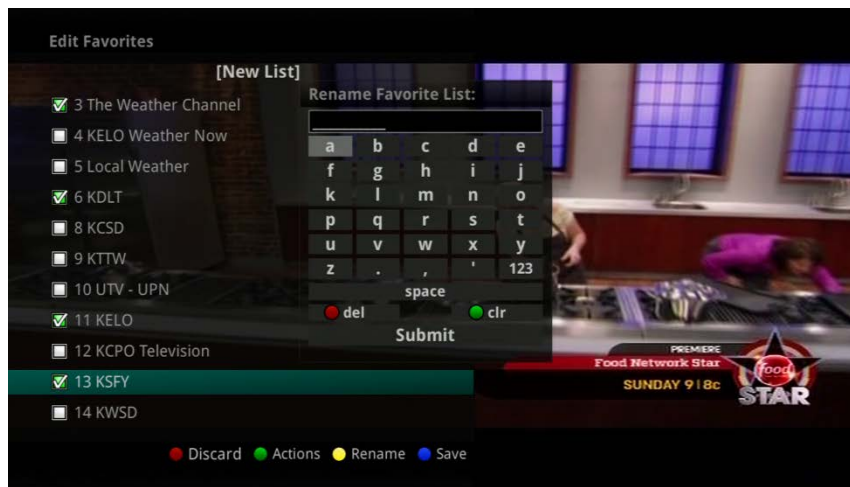 Edit Favorites
[New List]
3 The Weather Channel
4 KELO Weather Now
5 Local Weather
6 KDLT
8 KCSD
9 KTTW
10 UTV - UPN
11 KELO
12 KCPO Television
13 KSFY
14 KWSD
Rename Favorite List:
a b c d e
f g h i j
k l m n o
p q r s t
u v w x y
z . , ' 123
space
del clr
Submit
PREMIERE
Food Network Star
SUNDAY 9|8c
food
STAR
Discard Actions Rename Save